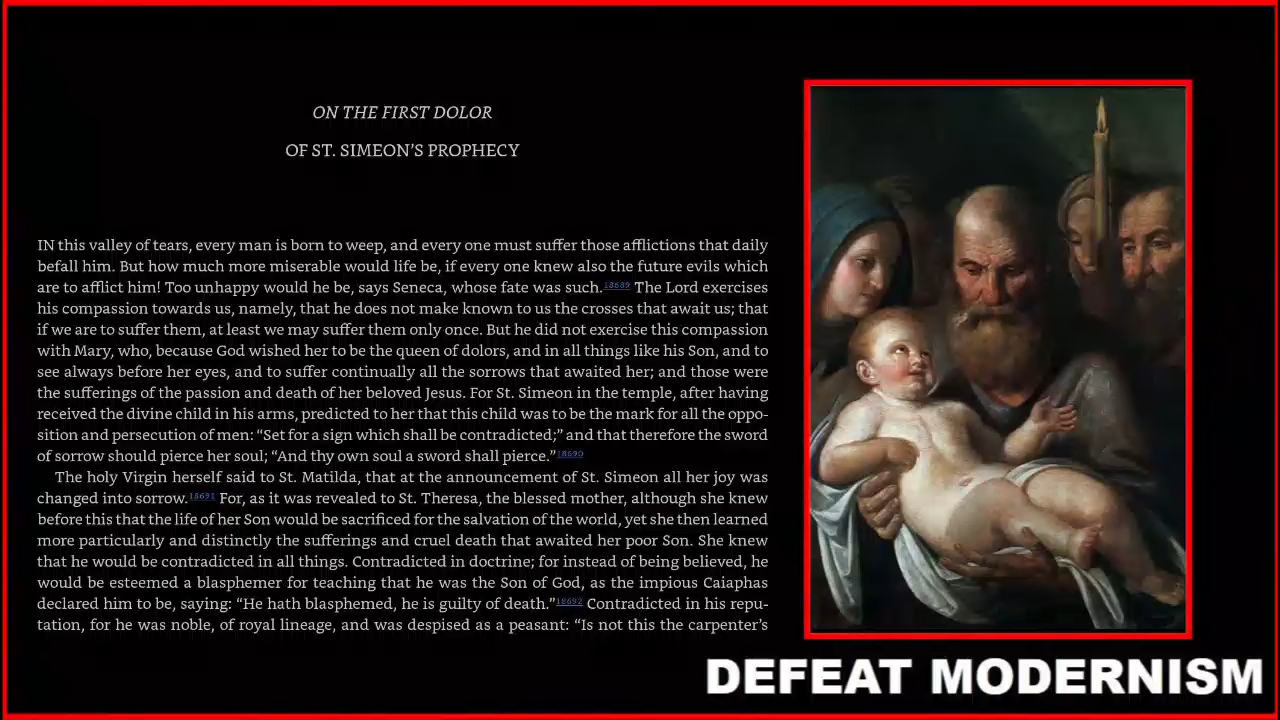 ON THE FIRST DOLOR
OF ST. SIMEON’S PROPHECY
IN this valley of tears, every man is born to weep, and every one must suffer those afflictions that daily
befall him. But how much more miserable would life be, if every one knew also the future evils which
are to afflict him! Too unhappy would he be, says Seneca, whose fate was such.18689 The Lord exercises
his compassion towards us, namely, that he does not make known to us the crosses that await us; that
if we are to suffer them, at least we may suffer them only once. But he did not exercise this compassion
with Mary, who, because God wished her to be the queen of dolors, and in all things like his Son, and to
see always before her eyes, and to suffer continually all the sorrows that awaited her; and those were
the sufferings of the passion and death of her beloved Jesus. For St. Simeon in the temple, after having
received the divine child in his arms, predicted to her that this child was to be the mark for all the oppo-
sition and persecution of men: “Set for a sign which shall be contradicted;” and that therefore the sword
of sorrow should pierce her soul; “And thy own soul a sword shall pierce.”18690
The holy Virgin herself said to St. Matilda, that at the announcement of St. Simeon all her joy was
changed into sorrow.18691 For, as it was revealed to St. Theresa, the blessed mother, although she knew
before this that the life of her Son would be sacrificed for the salvation of the world, yet she then learned
more particularly and distinctly the sufferings and cruel death that awaited her poor Son. She knew
that he would be contradicted in all things. Contradicted in doctrine; for instead of being believed, he
would be esteemed a blasphemer for teaching that he was the Son of God, as the impious Caiaphas
declared him to be, saying: “He hath blasphemed, he is guilty of death.”18692 Contradicted in his repu-
tation, for he was noble, of royal lineage, and was despised as a peasant: “Is not this the carpenter’s
DEFEAT MODERNISM